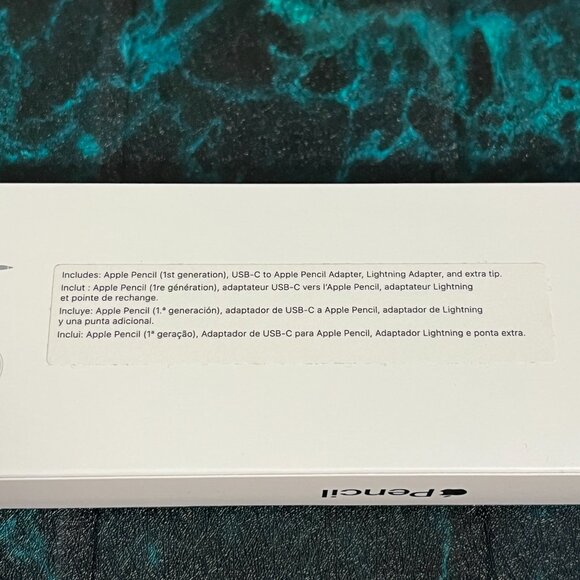 Includes: Apple Pencil (1st generation), USB-C to Apple Pencil Adapter, Lightning Adapter, and extra tip.
Inclut : Apple Pencil (1re génération), adaptateur USB-C vers l'Apple Pencil, adaptateur Lightning
et pointe de rechange.
Incluye: Apple Pencil (1.ª generación), adaptador de USB-C a Apple Pencil, adaptador de Lightning
y una punta adicional.
Inclui: Apple Pencil (1ª geração), Adaptador de USB-C para Apple Pencil, Adaptador Lightning e ponta extra.
Pencil